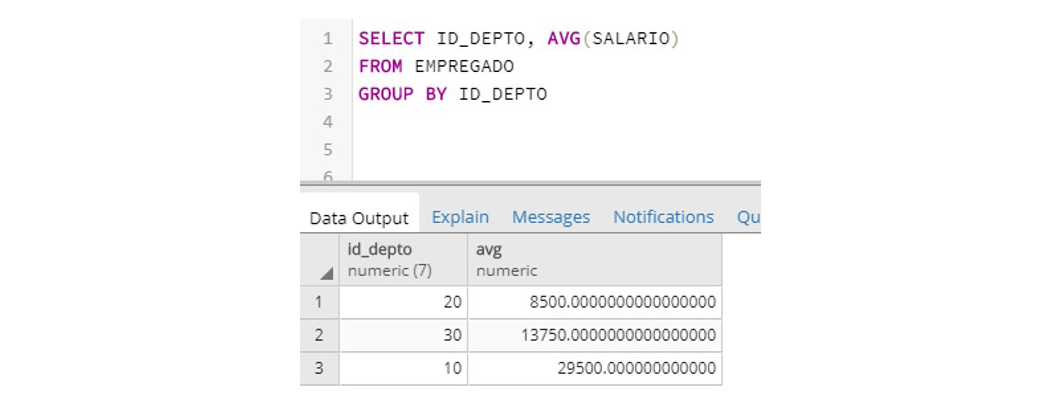 1 SELECT ID_DEPTO, AVG(SALARIO)
2 FROM EMPREGADO
3 GROUP BY ID_DEPTO
4
5
6
Data Output Explain Messages Notifications Qu
id_depto avg
numeric (7) numeric
1 20 8500.0000000000000000
2 30 13750.0000000000000000
3 10 29500.000000000000